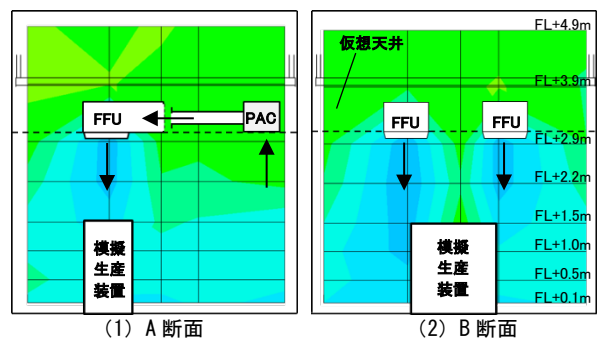 FFU
PAC
模擬
生産
装置
(1) A 断面
仮想天井
FFU
FFU
模擬
生産
装置
FL+4.9m
FL+3.9m
FL+2.9m
FL+2.2m
FL+1.5m
FL+1.0m
FL+0.5m
FL+0.1m
(2) B 断面